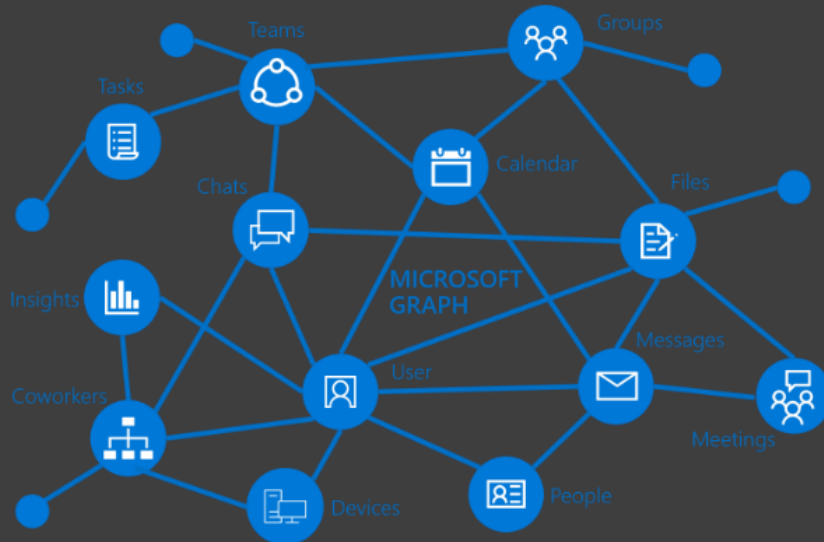 Teams
Groups
Tasks
Calendar
Chats
Files
MICROSOFT
GRAPH
Insights
Messages
User
Coworkers
Meetings
People
Devices